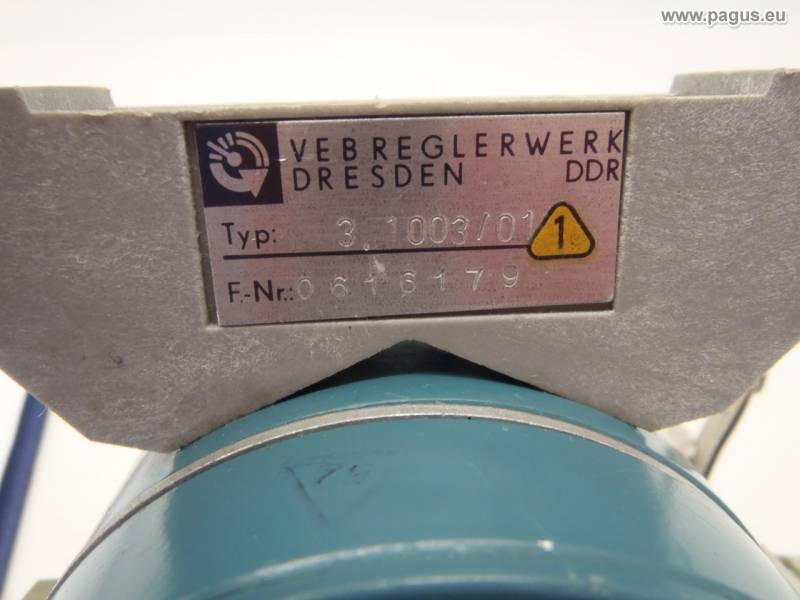 www.pagus.eu
VEB REGLERWERK
DRESDEN DDR
Typ: 3.1003/01 1
F.-Nr.: 0616179